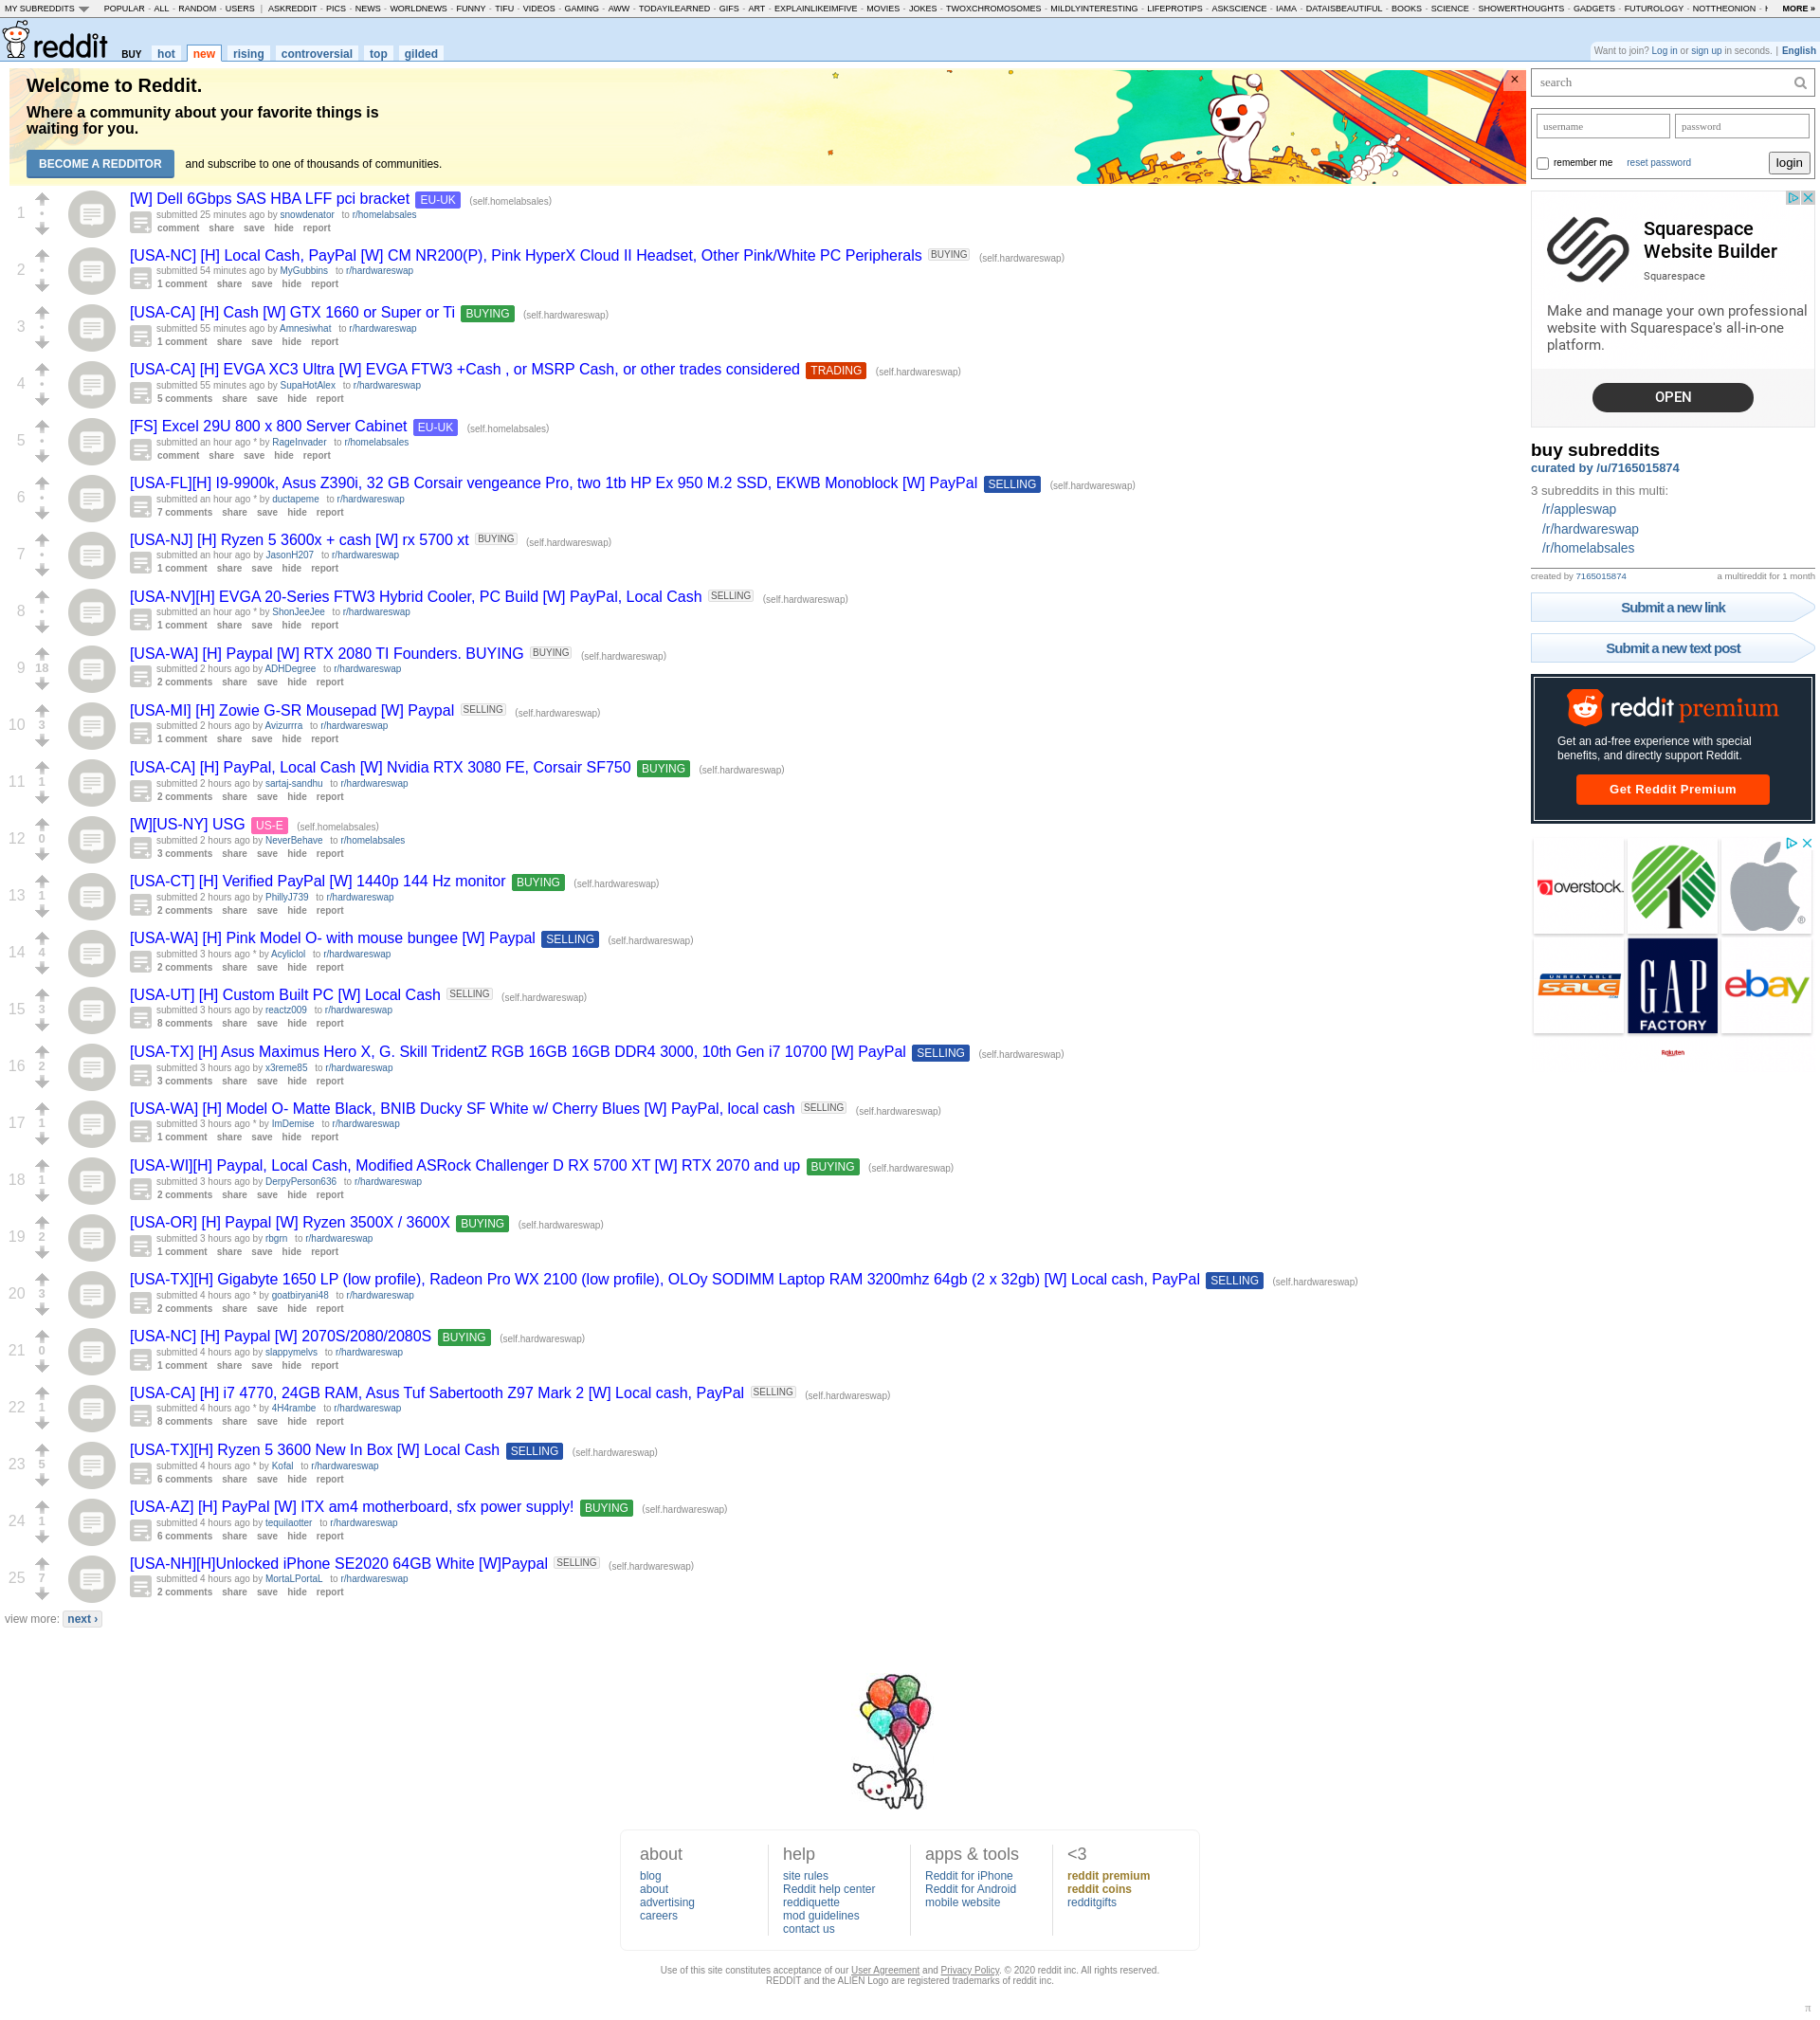 MY SUBREDDITS POPULAR - ALL - RANDOM - USERS | ASKREDDIT - PICS - NEWS - WORLDNEWS - FUNNY - TIFU - VIDEOS - GAMING - AWW - TODAYILEARNED - GIFS - ART - EXPLAINLIKEIMFIVE - MOVIES - JOKES - TWOXCHROMOSOMES - MILDLYINTERESTING - LIFEPROTIPS - ASKSCIENCE - IAMA - DATAISBEAUTIFUL - BOOKS - SCIENCE - SHOWERTHOUGHTS - GADGETS - FUTUROLOGY - NOTTHEONION - MORE »
reddit BUY hot new rising controversial top gilded
Want to join? Log in or sign up in seconds. | English
Welcome to Reddit.
Where a community about your favorite things is
waiting for you.
BECOME A REDDITOR and subscribe to one of thousands of communities.
1
[W] Dell 6Gbps SAS HBA LFF pci bracket EU-UK (self.homelabsales)
submitted 25 minutes ago by snowdenator to r/homelabsales
comment share save hide report
2
[USA-NC] [H] Local Cash, PayPal [W] CM NR200(P), Pink HyperX Cloud II Headset, Other Pink/White PC Peripherals BUYING (self.hardwareswap)
submitted 54 minutes ago by MyGubbins to r/hardwareswap
1 comment share save hide report
3
[USA-CA] [H] Cash [W] GTX 1660 or Super or Ti BUYING (self.hardwareswap)
submitted 55 minutes ago by Amnesiwhat to r/hardwareswap
1 comment share save hide report
4
[USA-CA] [H] EVGA XC3 Ultra [W] EVGA FTW3 +Cash , or MSRP Cash, or other trades considered TRADING (self.hardwareswap)
submitted 55 minutes ago by SupaHotAlex to r/hardwareswap
5 comments share save hide report
5
[FS] Excel 29U 800 x 800 Server Cabinet EU-UK (self.homelabsales)
submitted an hour ago * by RageInvader to r/homelabsales
comment share save hide report
6
[USA-FL][H] I9-9900k, Asus Z390i, 32 GB Corsair vengeance Pro, two 1tb HP Ex 950 M.2 SSD, EKWB Monoblock [W] PayPal SELLING (self.hardwareswap)
submitted an hour ago * by ductapeme to r/hardwareswap
7 comments share save hide report
7
[USA-NJ] [H] Ryzen 5 3600x + cash [W] rx 5700 xt BUYING (self.hardwareswap)
submitted an hour ago by JasonH207 to r/hardwareswap
1 comment share save hide report
8
[USA-NV][H] EVGA 20-Series FTW3 Hybrid Cooler, PC Build [W] PayPal, Local Cash SELLING (self.hardwareswap)
submitted an hour ago * by ShonJeeJee to r/hardwareswap
1 comment share save hide report
9 18
[USA-WA] [H] Paypal [W] RTX 2080 TI Founders. BUYING BUYING (self.hardwareswap)
submitted 2 hours ago by ADHDegree to r/hardwareswap
2 comments share save hide report
10 3
[USA-MI] [H] Zowie G-SR Mousepad [W] Paypal SELLING (self.hardwareswap)
submitted 2 hours ago by Avizurrra to r/hardwareswap
1 comment share save hide report
11 1
[USA-CA] [H] PayPal, Local Cash [W] Nvidia RTX 3080 FE, Corsair SF750 BUYING (self.hardwareswap)
submitted 2 hours ago by sartaj-sandhu to r/hardwareswap
2 comments share save hide report
12 0
[W][US-NY] USG US-E (self.homelabsales)
submitted 2 hours ago by NeverBehave to r/homelabsales
3 comments share save hide report
13 1
[USA-CT] [H] Verified PayPal [W] 1440p 144 Hz monitor BUYING (self.hardwareswap)
submitted 2 hours ago by PhillyJ739 to r/hardwareswap
2 comments share save hide report
14 4
[USA-WA] [H] Pink Model O- with mouse bungee [W] Paypal SELLING (self.hardwareswap)
submitted 3 hours ago * by Acyliclol to r/hardwareswap
2 comments share save hide report
15 3
[USA-UT] [H] Custom Built PC [W] Local Cash SELLING (self.hardwareswap)
submitted 3 hours ago by reactz009 to r/hardwareswap
8 comments share save hide report
16 2
[USA-TX] [H] Asus Maximus Hero X, G. Skill TridentZ RGB 16GB 16GB DDR4 3000, 10th Gen i7 10700 [W] PayPal SELLING (self.hardwareswap)
submitted 3 hours ago by x3reme85 to r/hardwareswap
3 comments share save hide report
17 1
[USA-WA] [H] Model O- Matte Black, BNIB Ducky SF White w/ Cherry Blues [W] PayPal, local cash SELLING (self.hardwareswap)
submitted 3 hours ago * by ImDemise to r/hardwareswap
1 comment share save hide report
18 1
[USA-WI][H] Paypal, Local Cash, Modified ASRock Challenger D RX 5700 XT [W] RTX 2070 and up BUYING (self.hardwareswap)
submitted 3 hours ago by DerpyPerson636 to r/hardwareswap
2 comments share save hide report
19 2
[USA-OR] [H] Paypal [W] Ryzen 3500X / 3600X BUYING (self.hardwareswap)
submitted 3 hours ago by rbgrn to r/hardwareswap
1 comment share save hide report
20 3
[USA-TX][H] Gigabyte 1650 LP (low profile), Radeon Pro WX 2100 (low profile), OLOy SODIMM Laptop RAM 3200mhz 64gb (2 x 32gb) [W] Local cash, PayPal SELLING (self.hardwareswap)
submitted 4 hours ago * by goatbiryani48 to r/hardwareswap
2 comments share save hide report
21 0
[USA-NC] [H] Paypal [W] 2070S/2080/2080S BUYING (self.hardwareswap)
submitted 4 hours ago by slappymelvs to r/hardwareswap
1 comment share save hide report
22 1
[USA-CA] [H] i7 4770, 24GB RAM, Asus Tuf Sabertooth Z97 Mark 2 [W] Local cash, PayPal SELLING (self.hardwareswap)
submitted 4 hours ago * by 4H4rambe to r/hardwareswap
8 comments share save hide report
23 5
[USA-TX][H] Ryzen 5 3600 New In Box [W] Local Cash SELLING (self.hardwareswap)
submitted 4 hours ago * by Kofal to r/hardwareswap
6 comments share save hide report
24 1
[USA-AZ] [H] PayPal [W] ITX am4 motherboard, sfx power supply! BUYING (self.hardwareswap)
submitted 4 hours ago by tequilaotter to r/hardwareswap
6 comments share save hide report
25 7
[USA-NH][H]Unlocked iPhone SE2020 64GB White [W]Paypal SELLING (self.hardwareswap)
submitted 4 hours ago by MortaLPortaL to r/hardwareswap
2 comments share save hide report
view more: next ›
search
username password
remember me reset password login
Squarespace
Website Builder
Squarespace
Make and manage your own professional
website with Squarespace's all-in-one
platform.
OPEN
buy subreddits
curated by /u/7165015874
3 subreddits in this multi:
/r/appleswap
/r/hardwareswap
/r/homelabsales
created by 7165015874 a multireddit for 1 month
Submit a new link
Submit a new text post
reddit premium
Get an ad-free experience with special
benefits, and directly support Reddit.
Get Reddit Premium
overstock. 1 ®
UNBEATABLE
SALE
GAP
FACTORY
ebay
Rakuten
about
blog
about
advertising
careers
help
site rules
Reddit help center
reddiquette
mod guidelines
contact us
apps & tools
Reddit for iPhone
Reddit for Android
mobile website
<3
reddit premium
reddit coins
redditgifts
Use of this site constitutes acceptance of our User Agreement and Privacy Policy. © 2020 reddit inc. All rights reserved.
REDDIT and the ALIEN Logo are registered trademarks of reddit inc.
π